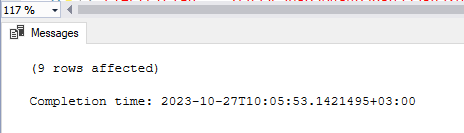 117 %
Messages
(9 rows affected)
Completion time: 2023-10-27T10:05:53.1421495+03:00